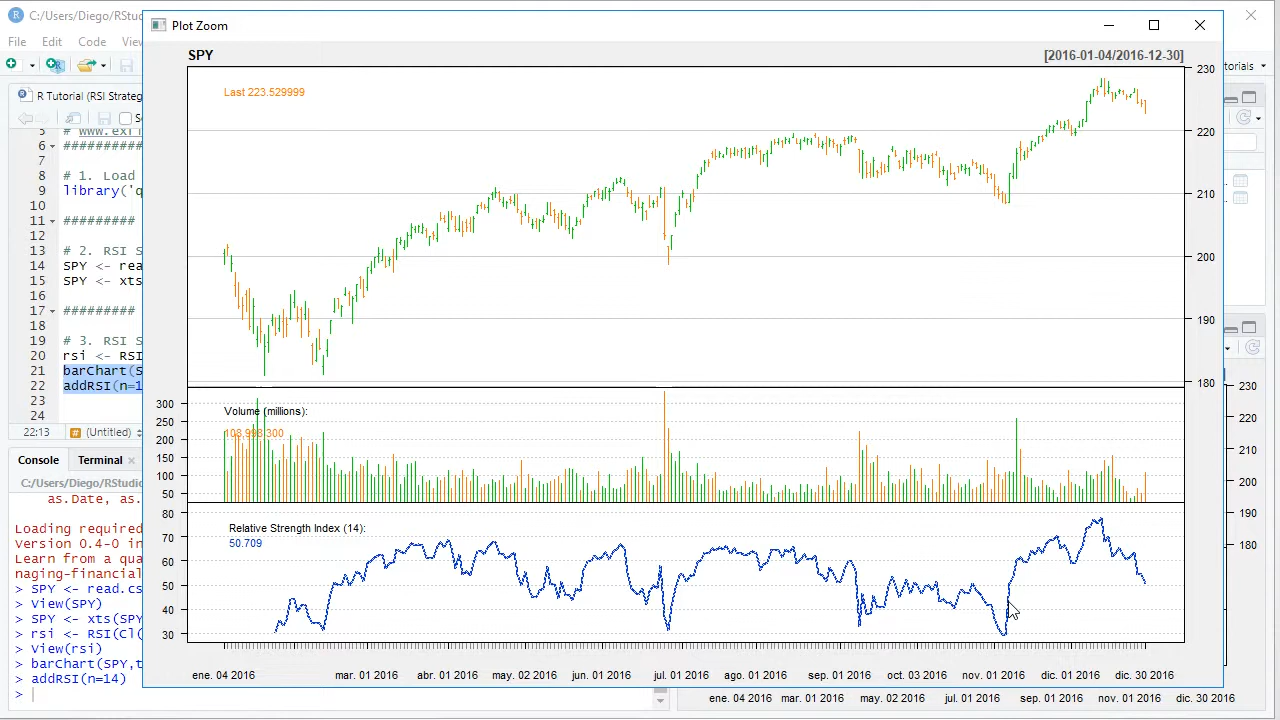 C:/Users/Diego/RStu
Plot Zoom
File Edit Code
R Tutorial (RSI Strateg
torials
5 # www.
6 ##########
7
8 # 1. Load
9 library('q
10
11 #########
12
13 # 2. RSI S
14 SPY <- rea
15 SPY <- xts
16
17 #########
18
19 # 3. RSI S
20 rsi <- RSI
21 barChart(S
22 addRSI(n=1
23
24
22:13 (Untitled)
Console Terminal
C:/Users/Diego/RStudio
as.Date, as.
Loading required
Version 0.4-0 in
Learn from a qua
naging-financial
> SPY <- read.cs
> View(SPY)
> SPY <- xts(SPY
> rsi <- RSI(Cl(
> View(rsi)
> barChart(SPY,t
> addRSI(n=14)
>
SPY [2016-01-04/2016-12-30]
Last 223.529999
230
220
210
200
190
180
Volume (millions):
300
250
200
150
100
50
Relative Strength Index (14):
50.709
80
70
60
50
40
30
ene. 04 2016 mar. 01 2016 abr. 01 2016 may. 02 2016 jun. 01 2016 jul. 01 2016 ago. 01 2016 sep. 01 2016 oct. 03 2016 nov. 01 2016 dic. 01 2016 dic. 30 2016
230
220
210
200
190
180
ene. 04 2016 mar. 01 2016 may. 02 2016 jul. 01 2016 sep. 01 2016 nov. 01 2016 dic. 30 2016